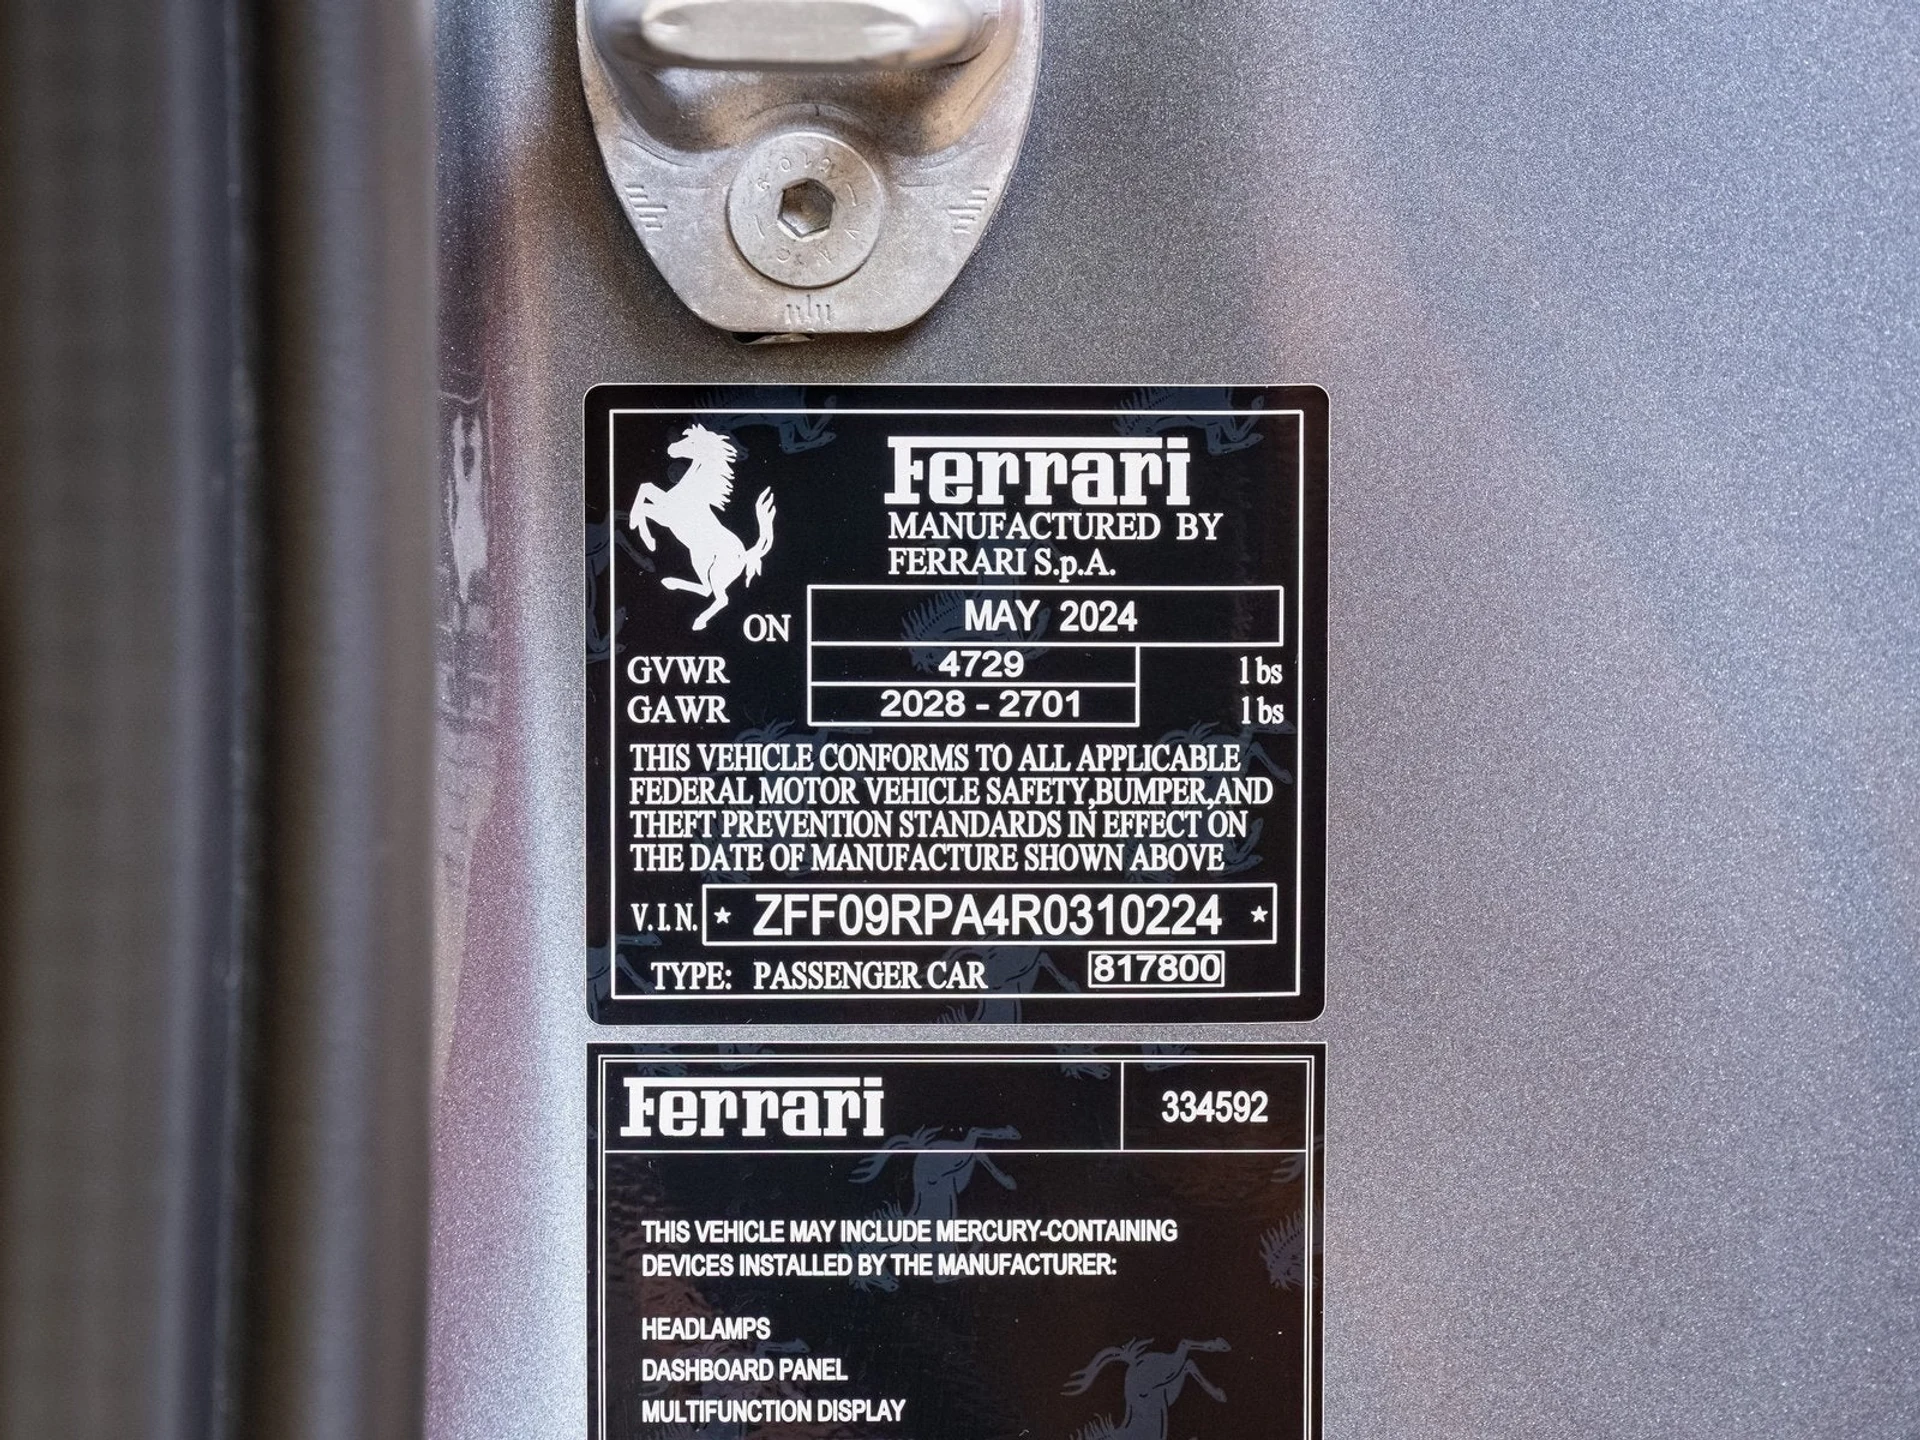 Ferrari
MANUFACTURED BY
FERRARI S.p.A.
ON MAY 2024
GVWR 4729 lbs
GAWR 2028 - 2701 lbs
THIS VEHICLE CONFORMS TO ALL APPLICABLE
FEDERAL MOTOR VEHICLE SAFETY,BUMPER,AND
THEFT PREVENTION STANDARDS IN EFFECT ON
THE DATE OF MANUFACTURE SHOWN ABOVE
V.I.N. ★ ZFF09RPA4R0310224 ★
TYPE: PASSENGER CAR 817800
Ferrari 334592
THIS VEHICLE MAY INCLUDE MERCURY-CONTAINING
DEVICES INSTALLED BY THE MANUFACTURER:
HEADLAMPS
DASHBOARD PANEL
MULTIFUNCTION DISPLAY